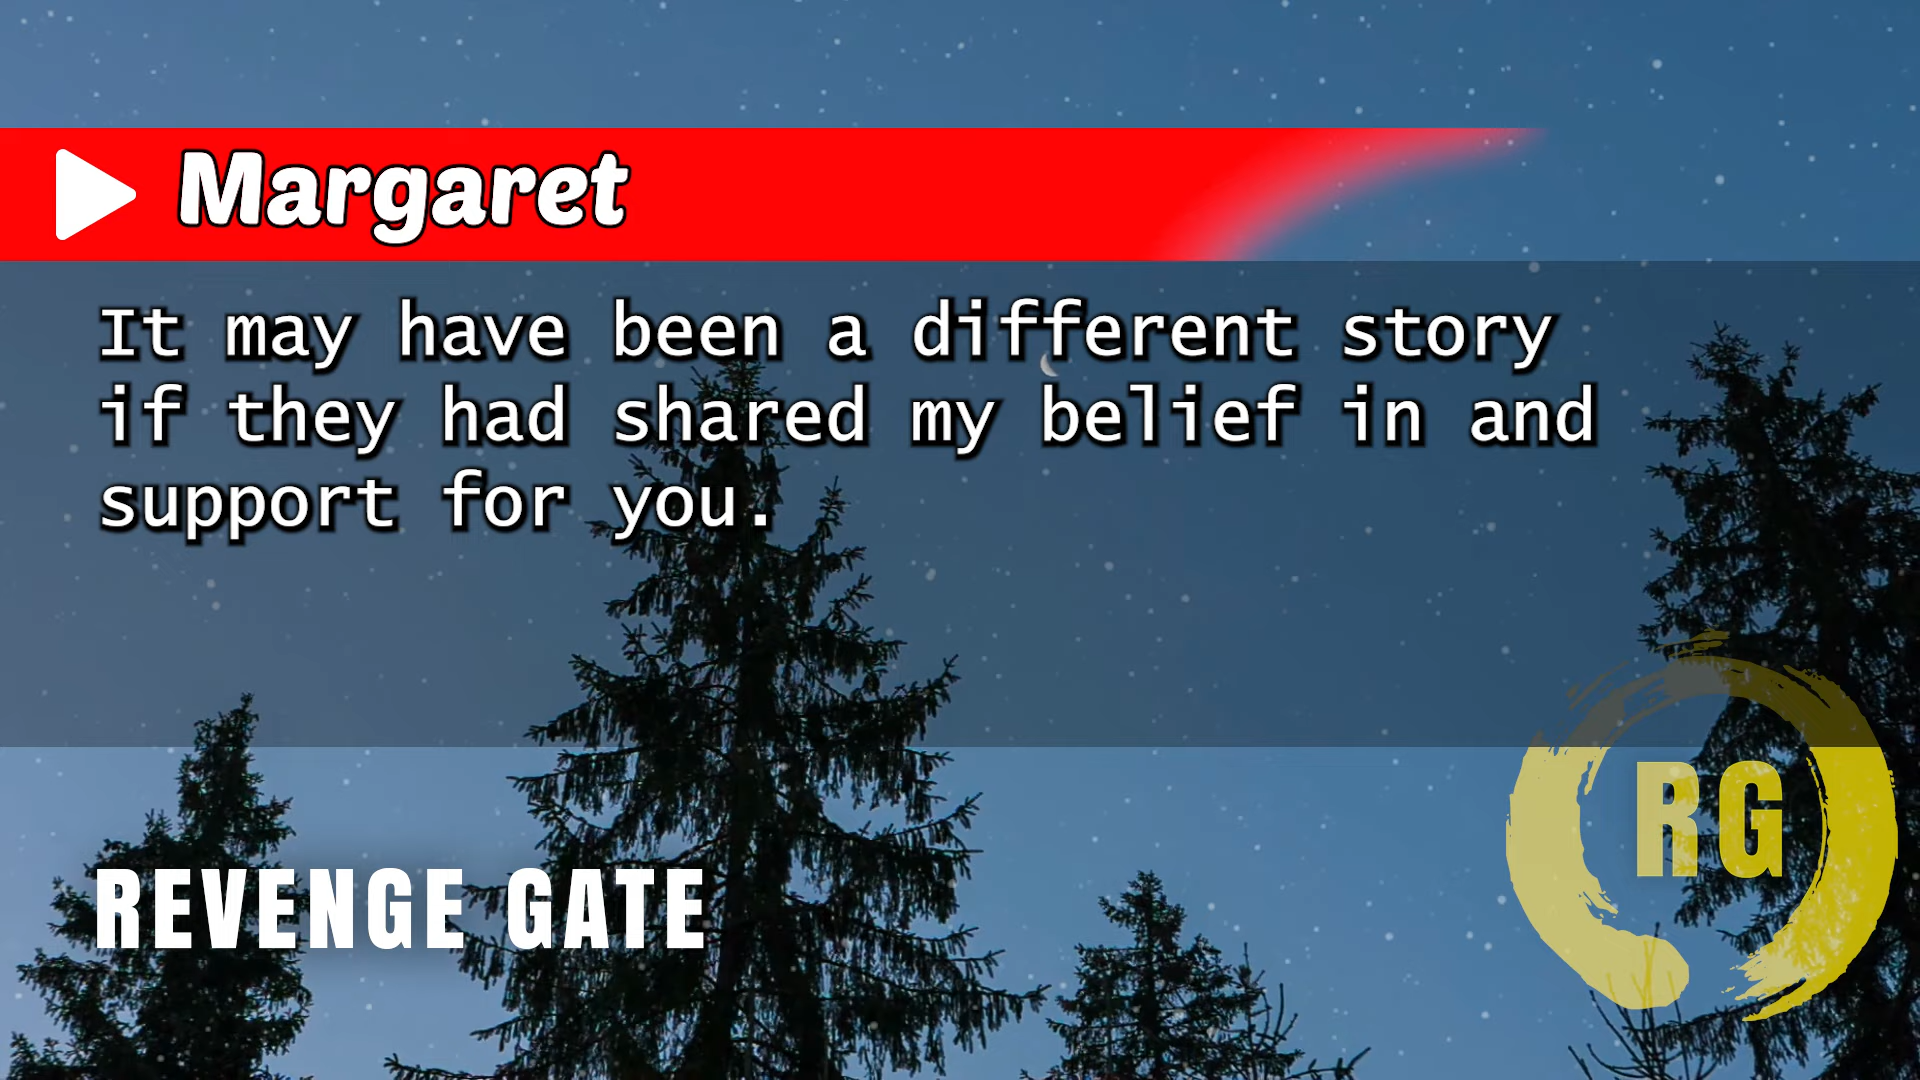 Margaret
It may have been a different story
if they had shared my belief in and
support for you.
RG
REVENGE GATE